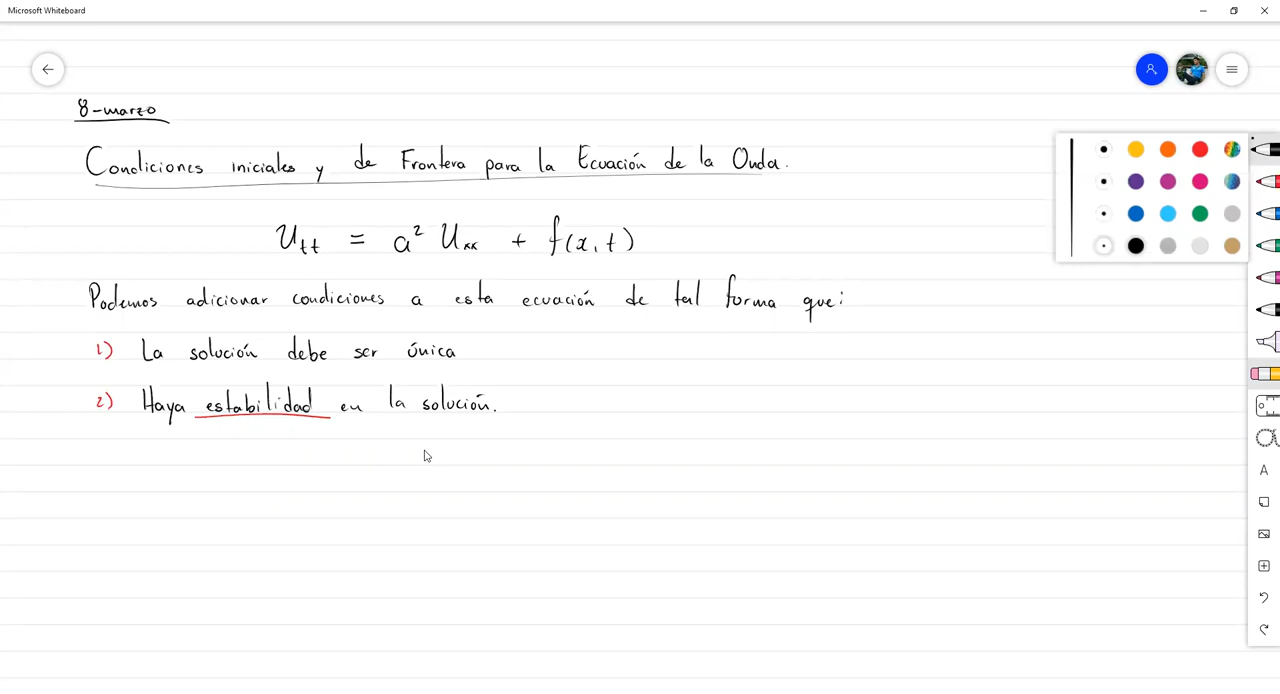 Microsoft Whiteboard
8-marzo
Condiciones iniciales y de Frontera para la Ecuación de la Onda.
Utt = a² Uxx + f(x,t)
Podemos adicionar condiciones a esta ecuación de tal forma que:
1) La solución debe ser única
2) Haya estabilidad en la solución.